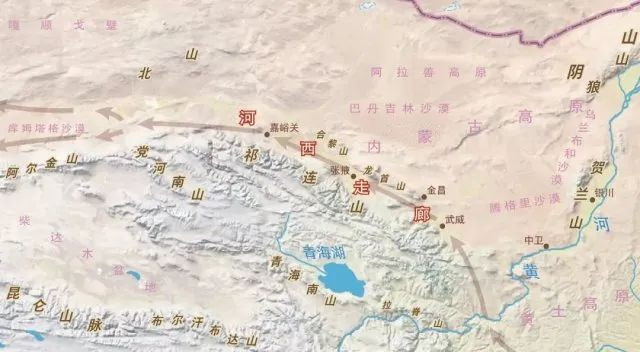 嘎顺戈壁
北山
阿拉善高原
阴山
狼山
巴丹吉林沙漠
河西走廊
嘉峪关
合黎山
内蒙古高原
乌兰布和沙漠
库姆塔格沙漠
阿尔金山
党河南山
祁连山
张掖
龙首山
金昌
腾格里沙漠
贺兰山
银川
武威
中卫
黄河
柴达木盆地
青海湖
青海南山
昆仑山脉
布尔汗布达山
拉脊山
黄土高原